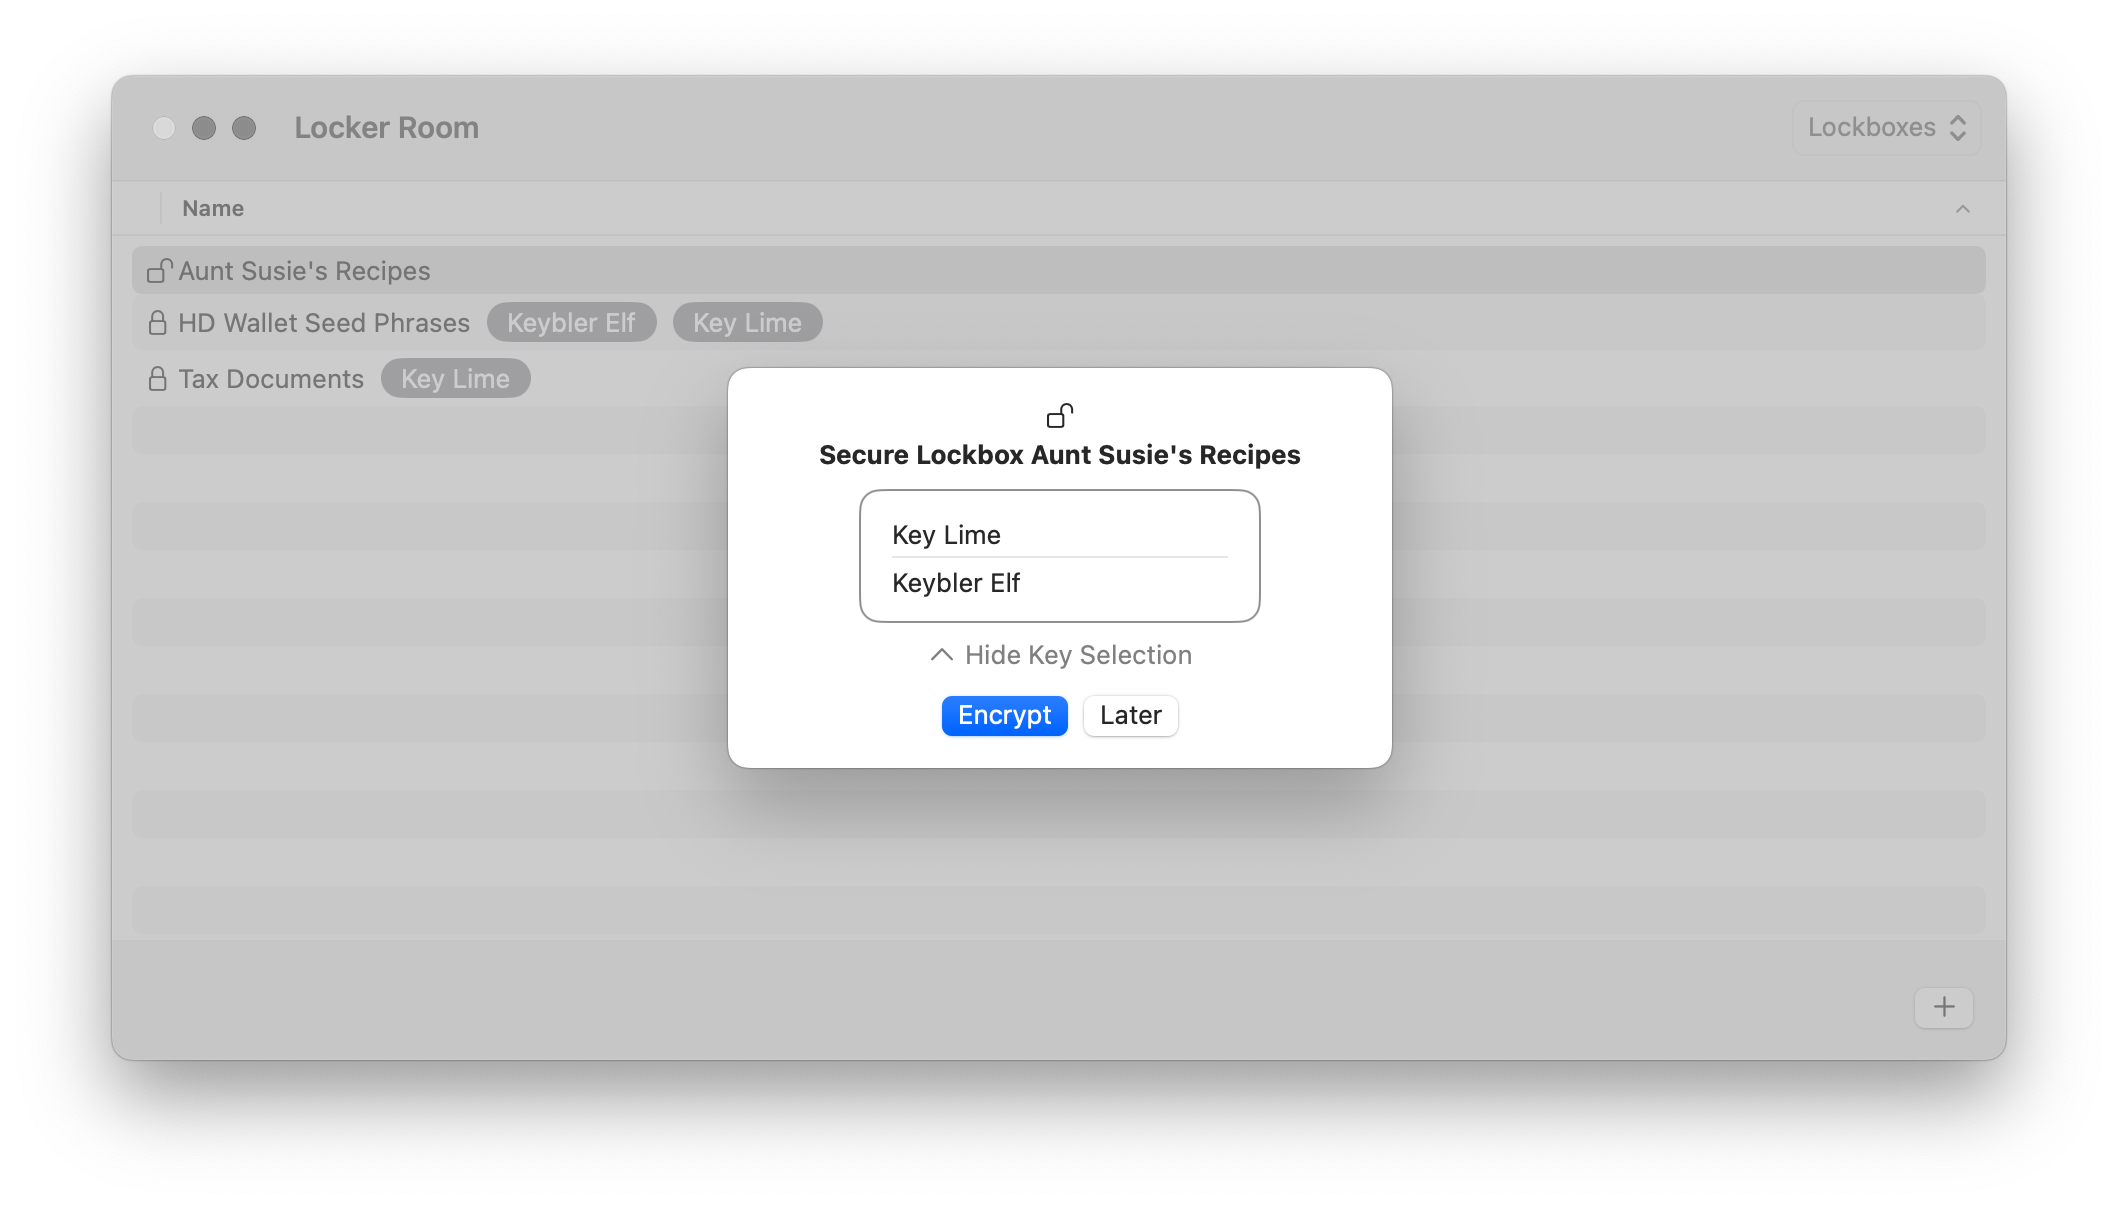 Locker Room
Lockboxes
Name
Aunt Susie's Recipes
HD Wallet Seed Phrases Keybler Elf Key Lime
Tax Documents Key Lime
Secure Lockbox Aunt Susie's Recipes
Key Lime
Keybler Elf
Hide Key Selection
Encrypt Later